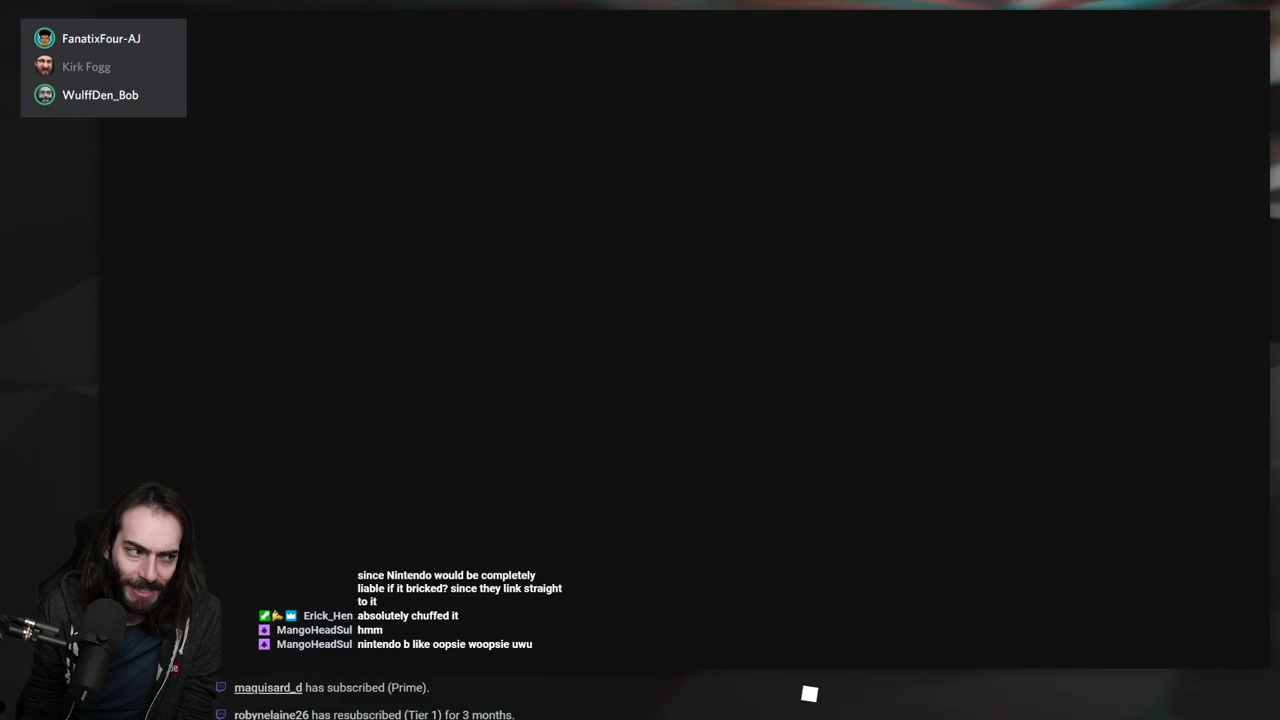 FanatixFour-AJ
Kirk Fogg
WulffDen_Bob
since Nintendo would be completely
liable if it bricked? since they link straight
to it
Erick_Hen absolutely chuffed it
MangoHeadSul hmm
MangoHeadSul nintendo b like oopsie woopsie uwu
maquisard_d has subscribed (Prime).
robynelaine26 has resubscribed (Tier 1) for 3 months.